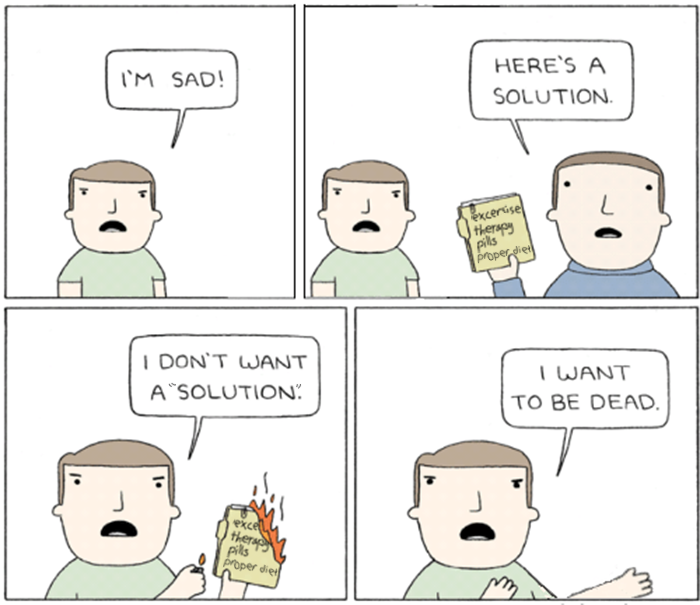 I'M SAD!
HERE'S A
SOLUTION.
excercise
therapy
pills
proper diet
I DON'T WANT
A "SOLUTION".
exce
therapy
pills
proper diet
I WANT
TO BE DEAD.